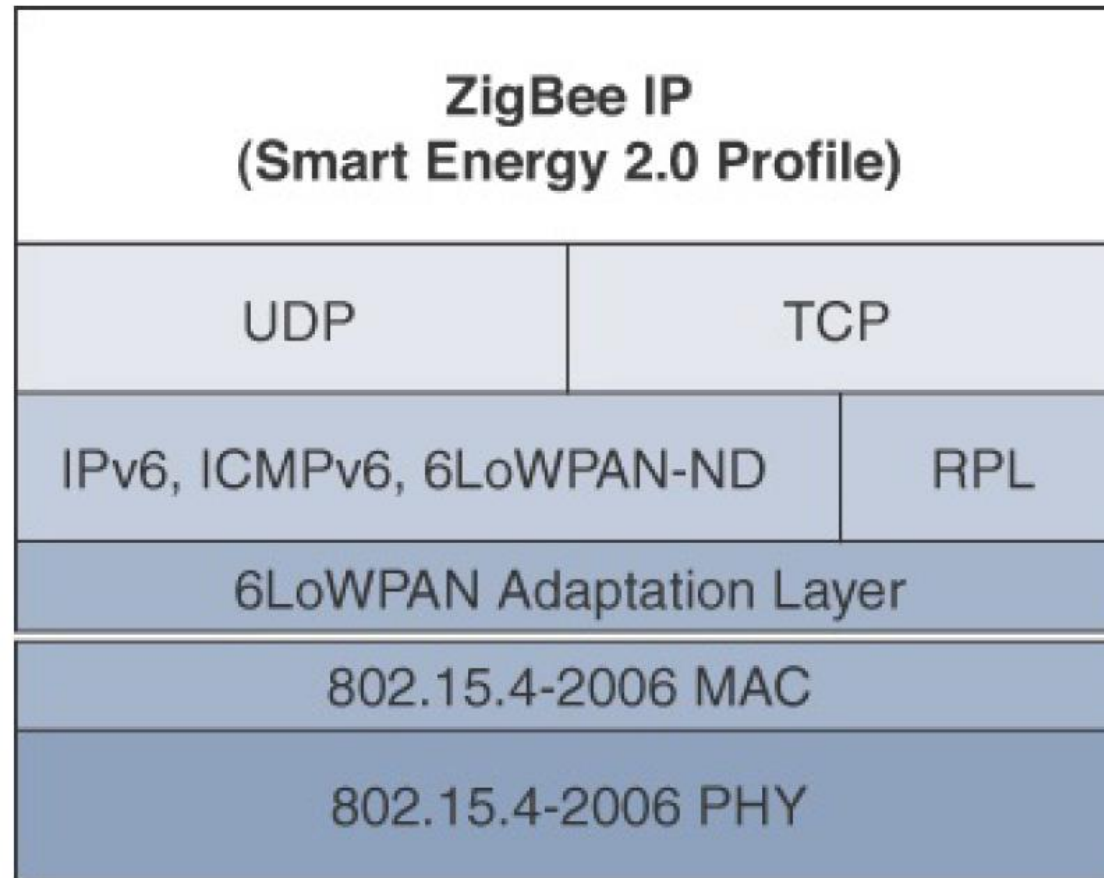 ZigBee IP
(Smart Energy 2.0 Profile)
UDP
TCP
IPv6, ICMPv6, 6LoWPAN-ND
RPL
6LoWPAN Adaptation Layer
802.15.4-2006 MAC
802.15.4-2006 PHY